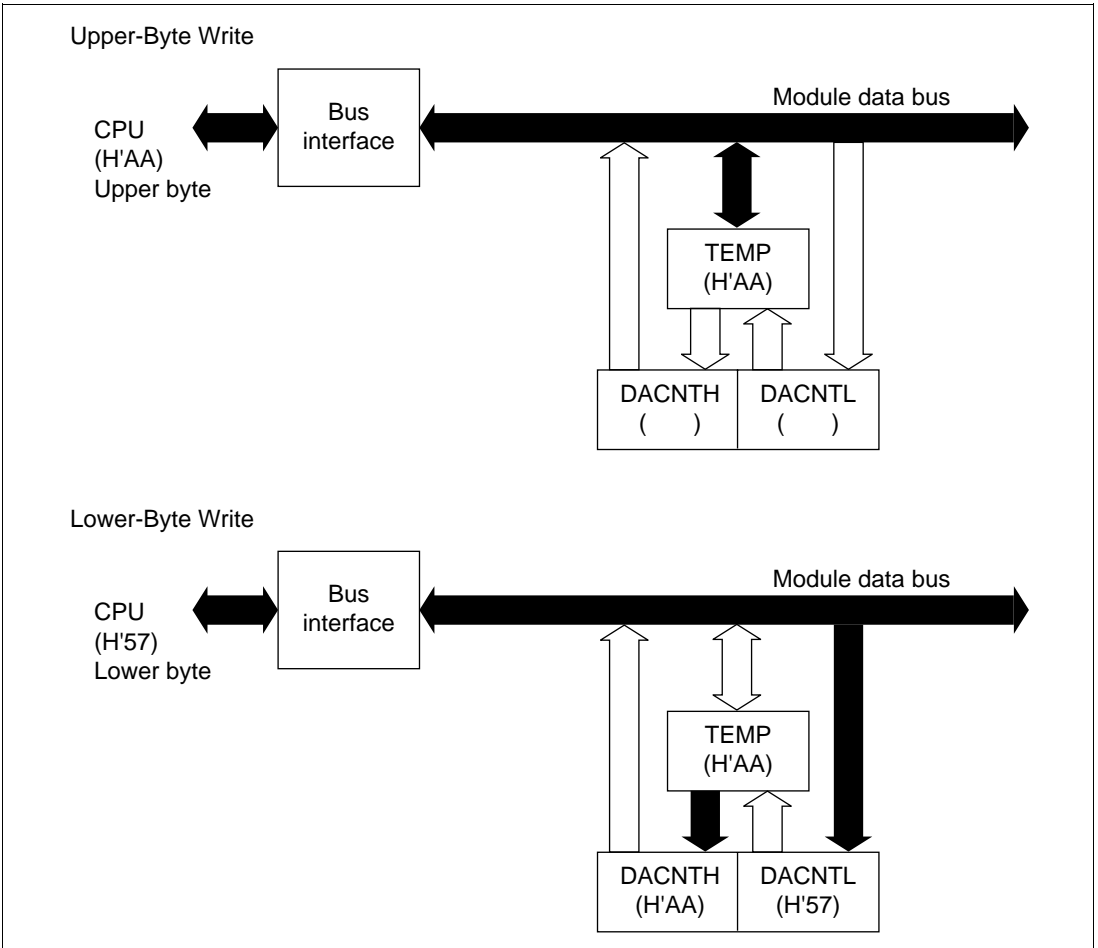 Upper-Byte Write
CPU
(H'AA)
Upper byte
Bus
interface
Module data bus
TEMP
(H'AA)
DACNTH
( )
DACNTL
( )
Lower-Byte Write
CPU
(H'57)
Lower byte
Bus
interface
Module data bus
TEMP
(H'AA)
DACNTH
(H'AA)
DACNTL
(H'57)